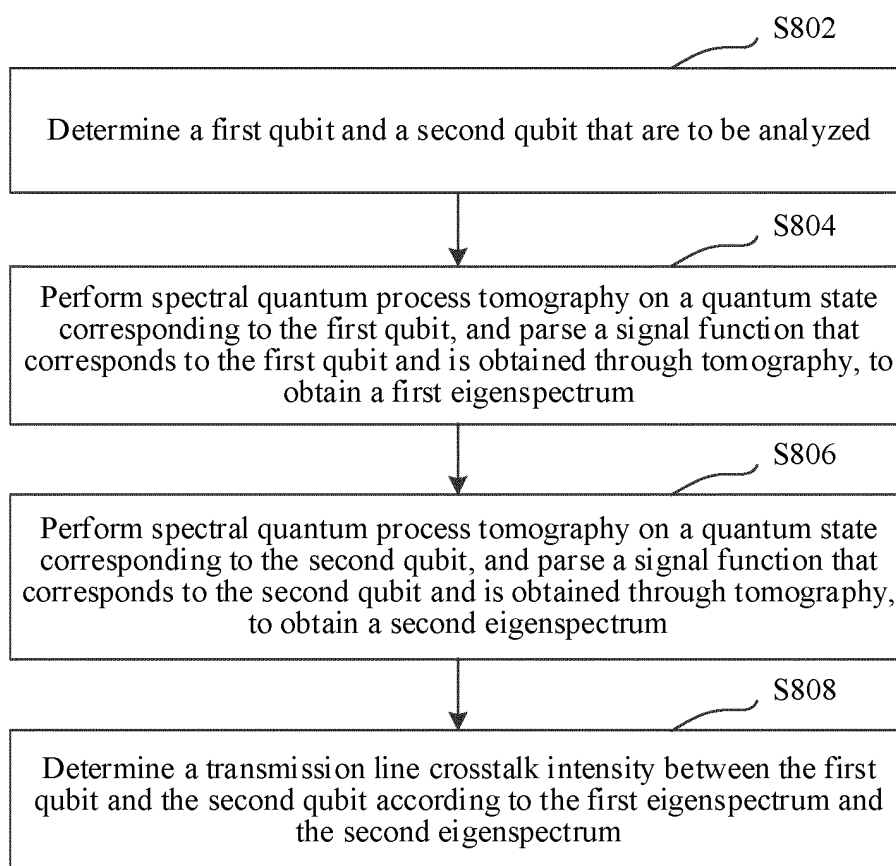 S802
Determine a first qubit and a second qubit that are to be analyzed
S804
Perform spectral quantum process tomography on a quantum state
corresponding to the first qubit, and parse a signal function that
corresponds to the first qubit and is obtained through tomography, to
obtain a first eigenspectrum
S806
Perform spectral quantum process tomography on a quantum state
corresponding to the second qubit, and parse a signal function that
corresponds to the second qubit and is obtained through tomography,
to obtain a second eigenspectrum
S808
Determine a transmission line crosstalk intensity between the first
qubit and the second qubit according to the first eigenspectrum and
the second eigenspectrum